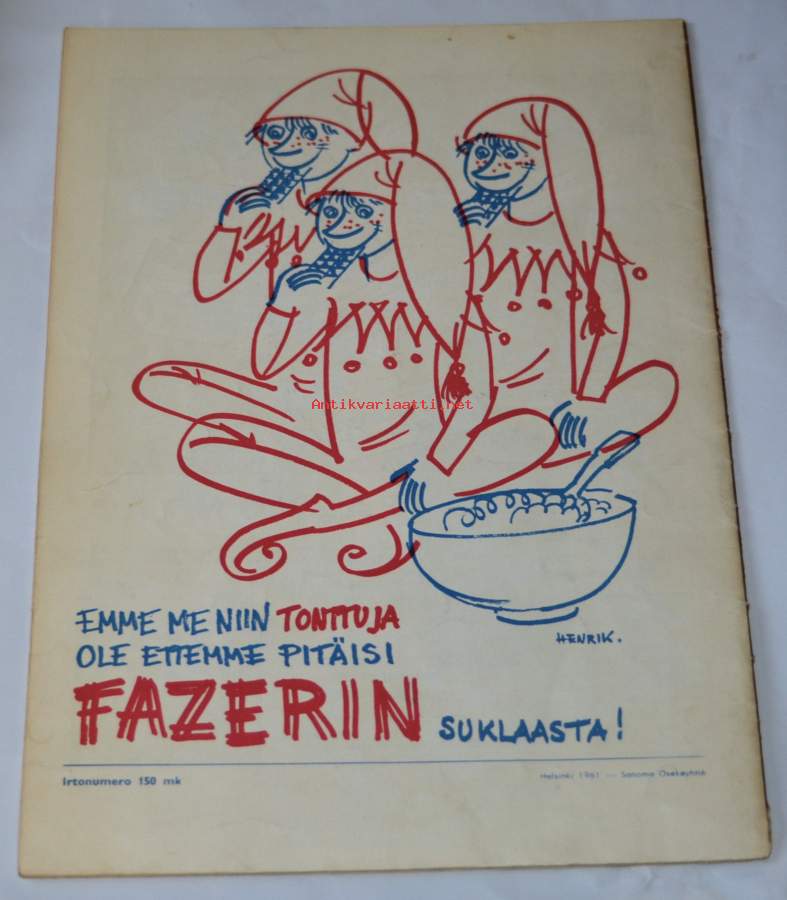 Antikvariaatti.net
EMME ME NIIN TONTTUJA
OLE ETTEMME PITÄISI
FAZERIN SUKLAASTA!
HENRIK.
Irtonumero 150 mk
Helsinki 1961 — Sanoma Osakeyhtiö